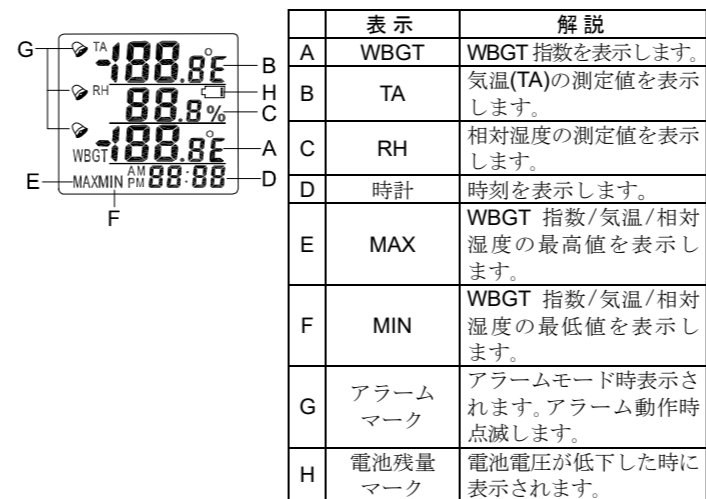 G
TA
-188.8°E
B
H
RH
88.8%
C
WBGT
-188.8°E
A
E
MAXMIN AM PM 88:88
D
F
表示 解説
A WBGT WBGT 指数を表示します。
B TA 気温(TA)の測定値を表示
します。
C RH 相対湿度の測定値を表示
します。
D 時計 時刻を表示します。
E MAX WBGT 指数/気温/相対
湿度の最高値を表示し
ます。
F MIN WBGT 指数/気温/相対
湿度の最低値を表示し
ます。
G アラーム
マーク
アラームモード時表示さ
れます。アラーム動作時
点滅します。
H 電池残量
マーク
電池電圧が低下した時に
表示されます。